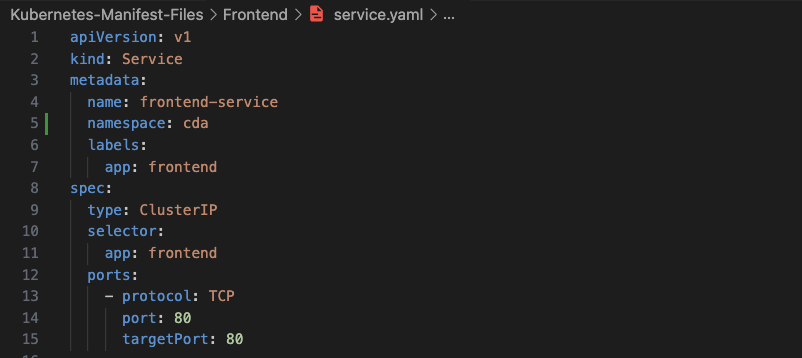 Kubernetes-Manifest-Files > Frontend > service.yaml > ...
1 apiVersion: v1
2 kind: Service
3 metadata:
4   name: frontend-service
5   namespace: cda
6   labels:
7     app: frontend
8 spec:
9   type: ClusterIP
10   selector:
11     app: frontend
12   ports:
13     - protocol: TCP
14       port: 80
15       targetPort: 80
16